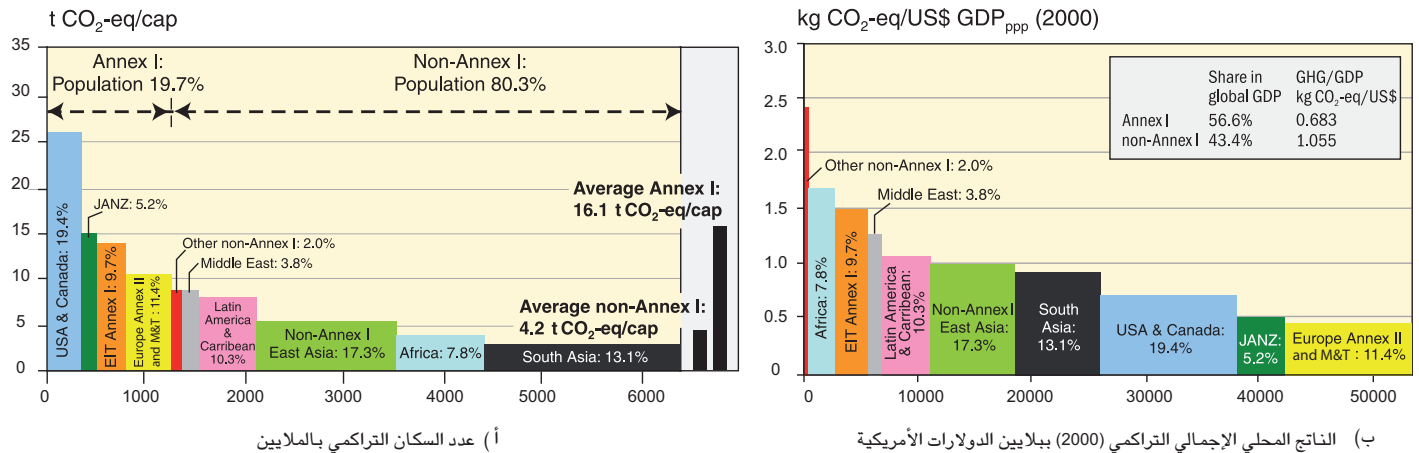 t CO₂-eq/cap
35
30
25
20
15
10
5
0
Annex I:
Population 19.7%
Non-Annex I:
Population 80.3%
USA & Canada: 19.4%
JANZ: 5.2%
EIT Annex I: 9.7%
Europe Annex II
and M&T : 11.4%
Other non-Annex I: 2.0%
Middle East: 3.8%
Latin
America
&
Carribean
10.3%
Non-Annex I
East Asia: 17.3%
Africa: 7.8%
South Asia: 13.1%
Average Annex I:
16.1 t CO₂-eq/cap
Average non-Annex I:
4.2 t CO₂-eq/cap
0 1000 2000 3000 4000 5000 6000
أ) عدد السكان التراكمي بالملايين
kg CO₂-eq/US$ GDPppp (2000)
3.0
2.5
2.0
1.5
1.0
0.5
0
Share in GHG/GDP
global GDP kg CO₂-eq/US$
Annex I 56.6% 0.683
non-Annex I 43.4% 1.055
Other non-Annex I: 2.0%
Middle East: 3.8%
Africa: 7.8%
EIT Annex I: 9.7%
Latin America
& Carribean:
10.3%
Non-Annex I
East Asia:
17.3%
South
Asia:
13.1%
USA & Canada:
19.4%
JANZ:
5.2%
Europe Annex II
and M&T : 11.4%
0 10000 20000 30000 40000 50000
ب) الناتج المحلي الإجمالي التراكمي (2000) ببلايين الدولارات الأمريكية